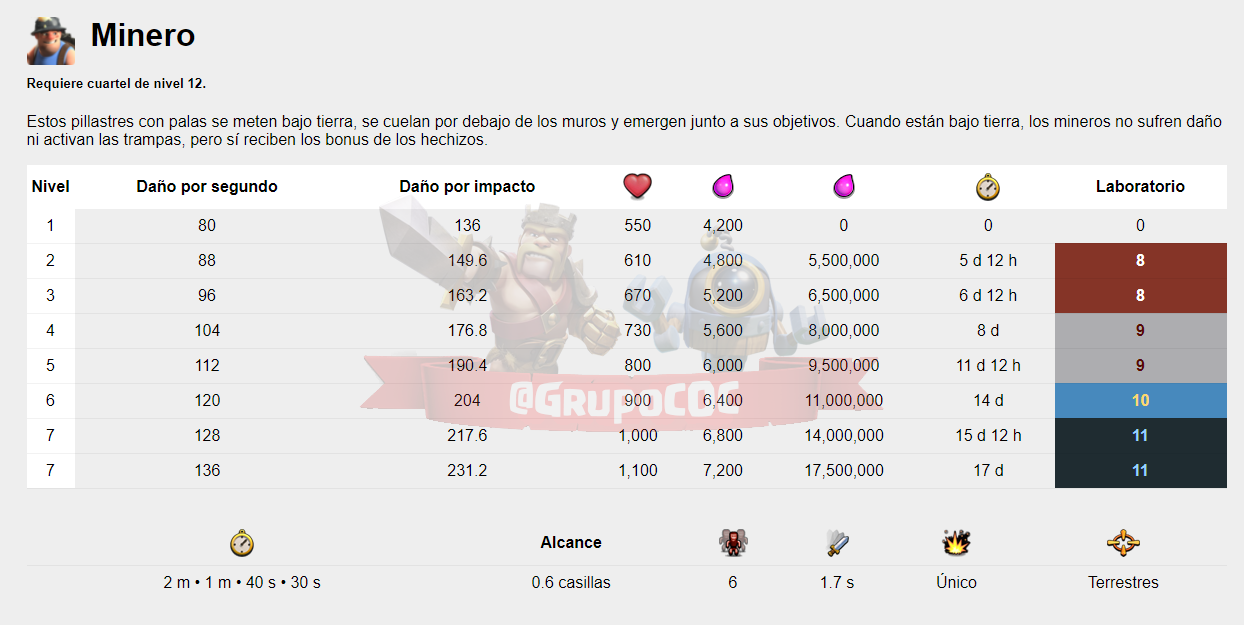 Minero
Requiere cuartel de nivel 12.
Estos pillastres con palas se meten bajo tierra, se cuelan por debajo de los muros y emergen junto a sus objetivos. Cuando están bajo tierra, los mineros no sufren daño
ni activan las trampas, pero sí reciben los bonus de los hechizos.
Nivel Daño por segundo Daño por impacto Laboratorio
1 80 136 550 4,200 0 0 0
2 88 149.6 610 4,800 5,500,000 5 d 12 h 8
3 96 163.2 670 5,200 6,500,000 6 d 12 h 8
4 104 176.8 730 5,600 8,000,000 8 d 9
5 112 190.4 800 6,000 9,500,000 11 d 12 h 9
6 120 204 900 6,400 11,000,000 14 d 10
@GRUPOCOC
7 128 217.6 1,000 6,800 14,000,000 15 d 12 h 11
7 136 231.2 1,100 7,200 17,500,000 17 d 11
Alcance
2 m • 1 m • 40 s • 30 s 0.6 casillas 6 1.7 s Único Terrestres